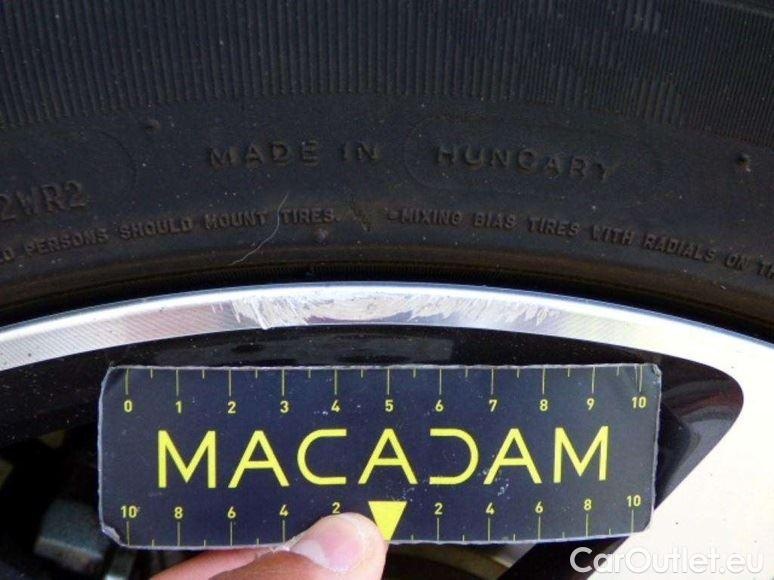 MADE IN HUNGARY
2WR2
PERSONS SHOULD MOUNT TIRES. •MIXING BIAS TIRES WITH RADIALS ON
0 1 2 3 4 5 6 7 8 9 10
MACADAM
10 8 6 4 2 2 4 6 8 10
CarOutlet.eu